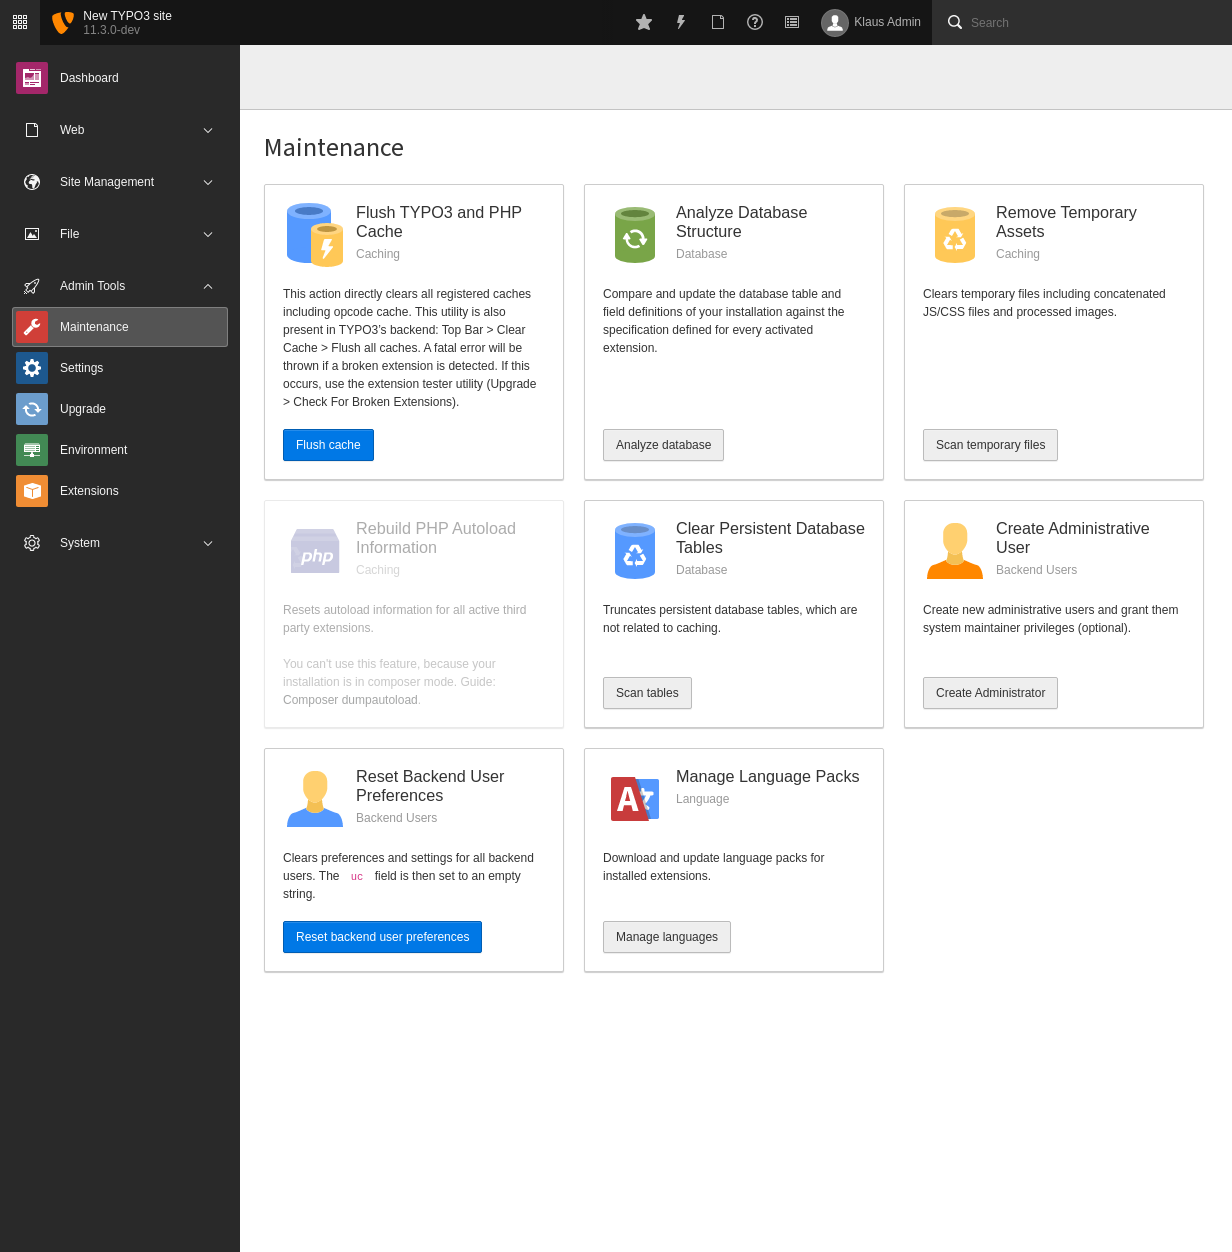 New TYPO3 site
11.3.0-dev
Klaus Admin
Search
Dashboard
Web
Site Management
File
Admin Tools
Maintenance
Settings
Upgrade
Environment
Extensions
System
Maintenance
Flush TYPO3 and PHP
Cache
Caching
This action directly clears all registered caches
including opcode cache. This utility is also
present in TYPO3's backend: Top Bar > Clear
Cache > Flush all caches. A fatal error will be
thrown if a broken extension is detected. If this
occurs, use the extension tester utility (Upgrade
> Check For Broken Extensions).
Flush cache
Analyze Database
Structure
Database
Compare and update the database table and
field definitions of your installation against the
specification defined for every activated
extension.
Analyze database
Remove Temporary
Assets
Caching
Clears temporary files including concatenated
JS/CSS files and processed images.
Scan temporary files
php
Rebuild PHP Autoload
Information
Caching
Resets autoload information for all active third
party extensions.
You can't use this feature, because your
installation is in composer mode. Guide:
Composer dumpautoload.
Clear Persistent Database
Tables
Database
Truncates persistent database tables, which are
not related to caching.
Scan tables
Create Administrative
User
Backend Users
Create new administrative users and grant them
system maintainer privileges (optional).
Create Administrator
Reset Backend User
Preferences
Backend Users
Clears preferences and settings for all backend
users. The uc field is then set to an empty
string.
Reset backend user preferences
A
Manage Language Packs
Language
Download and update language packs for
installed extensions.
Manage languages